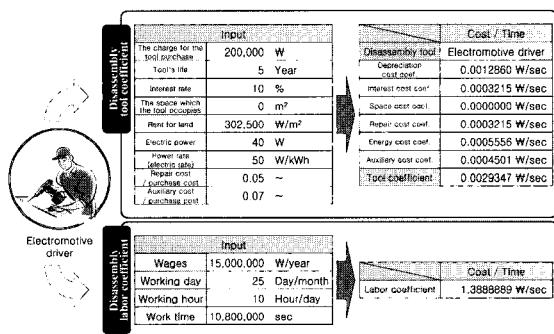 Disassembly
tool coefficient
Input
The charge for the
tool purchase
200,000 ₩
Tool's life
5 Year
Interest rate
10 %
The space which
the tool occupies
0 m²
Rent for land
302,500 ₩/m²
Electric power
40 W
Power rate
(electric rate)
50 W/kWh
Repair cost
/ purchase cost
0.05 ~
Auxiliary cost
/ purchase cost
0.07 ~
Cost / Time
Disassembly tool Electromotive driver
Depreciation
cost coef.
0.0012860 ₩/sec
Interest cost coef. 0.0003215 ₩/sec
Space cost coef. 0.0000000 ₩/sec
Repair cost coef. 0.0003215 ₩/sec
Energy cost coef. 0.0005556 ₩/sec
Auxiliary cost coef. 0.0004501 ₩/sec
Tool coefficient 0.0029347 ₩/sec
Electromotive
driver
Disassembly
labor coefficient
Input
Wages 15,000,000 ₩/year
Working day 25 Day/month
Working hour 10 Hour/day
Work time 10,800,000 sec
Cost / Time
Labor coefficient 1.3888889 ₩/sec